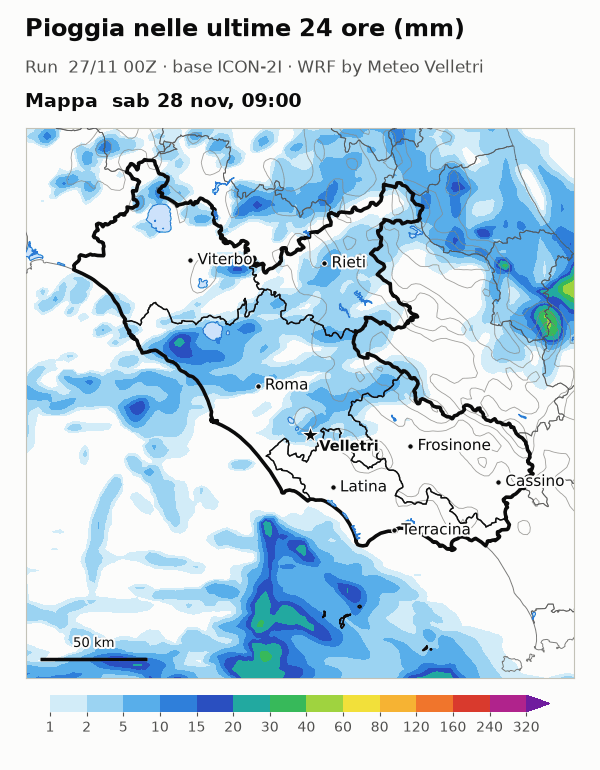 Pioggia nelle ultime 24 ore (mm)
Run  27/11 00Z · base ICON-2I · WRF by Meteo Velletri
Mappa  sab 28 nov, 09:00
Viterbo
Rieti
Roma
Velletri
Frosinone
Cassino
Latina
Terracina
50 km
1 2 5 10 15 20 30 40 60 80 120 160 240 320